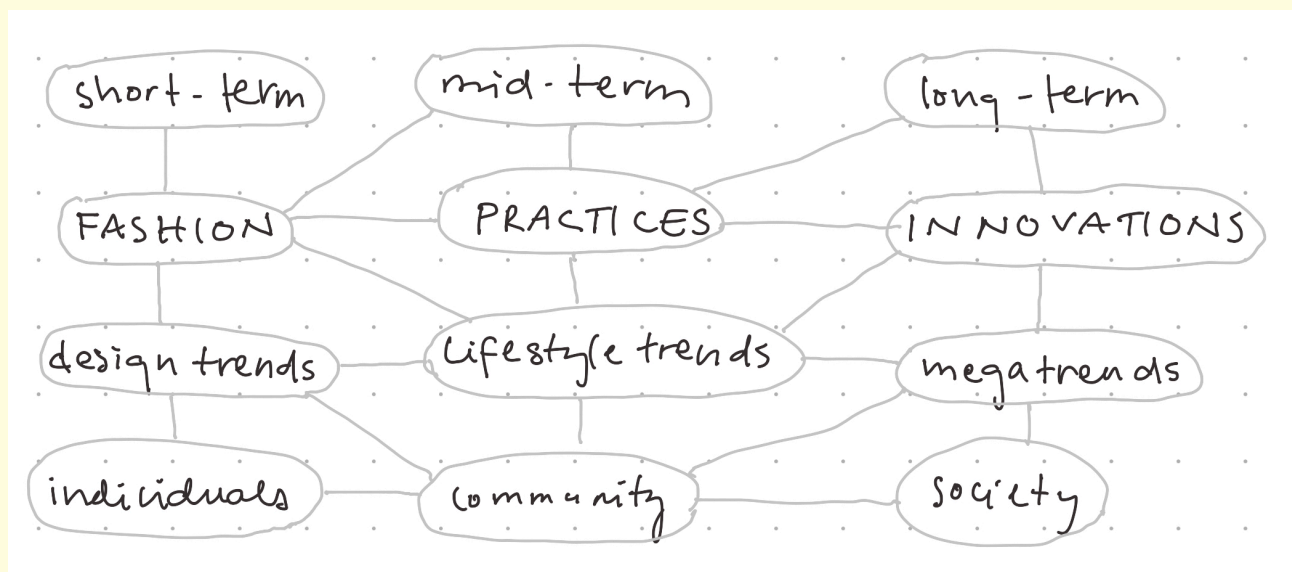 short-term
mid-term
long-term
FASHION
PRACTICES
INNOVATIONS
design trends
lifestyle trends
megatrends
individuals
community
society